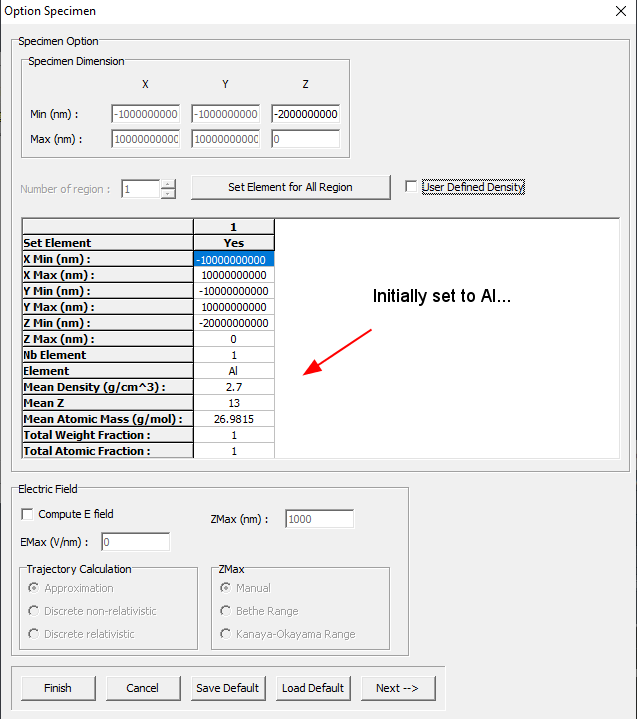 Option Specimen
Specimen Option
Specimen Dimension
X Y Z
Min (nm) : -1000000000 -1000000000 -2000000000
Max (nm) : 10000000000 10000000000 0
Number of region : 1 Set Element for All Region User Defined Density
1
Set Element Yes
X Min (nm) : -10000000000
X Max (nm) : 10000000000
Y Min (nm) : -10000000000
Y Max (nm) : 10000000000
Z Min (nm) : -20000000000
Z Max (nm) : 0
Nb Element 1
Element Al
Mean Density (g/cm^3) : 2.7
Mean Z 13
Mean Atomic Mass (g/mol) : 26.9815
Total Weight Fraction : 1
Total Atomic Fraction : 1
Initially set to Al...
Electric Field
Compute E field ZMax (nm) : 1000
EMax (V/nm) : 0
Trajectory Calculation
Approximation
Discrete non-relativistic
Discrete relativistic
ZMax
Manual
Bethe Range
Kanaya-Okayama Range
Finish Cancel Save Default Load Default Next -->